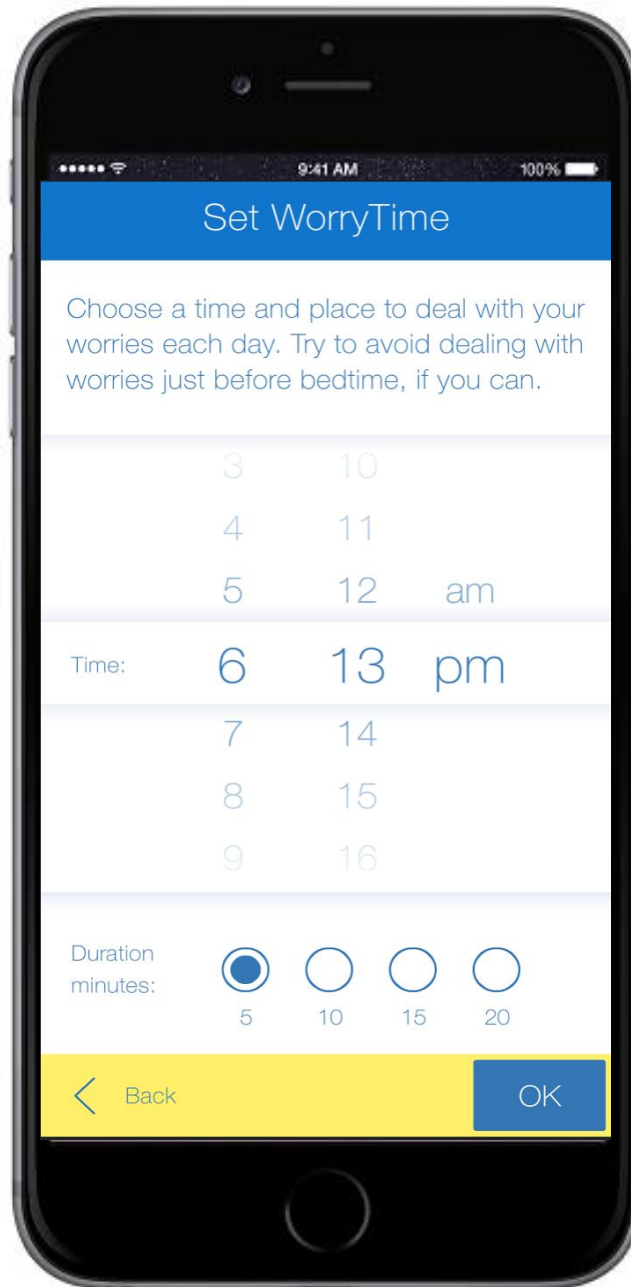 9:41 AM 100%
Set WorryTime
Choose a time and place to deal with your
worries each day. Try to avoid dealing with
worries just before bedtime, if you can.
3 10
4 11
5 12 am
Time: 6 13 pm
7 14
8 15
9 16
Duration
minutes:
5 10 15 20
Back OK